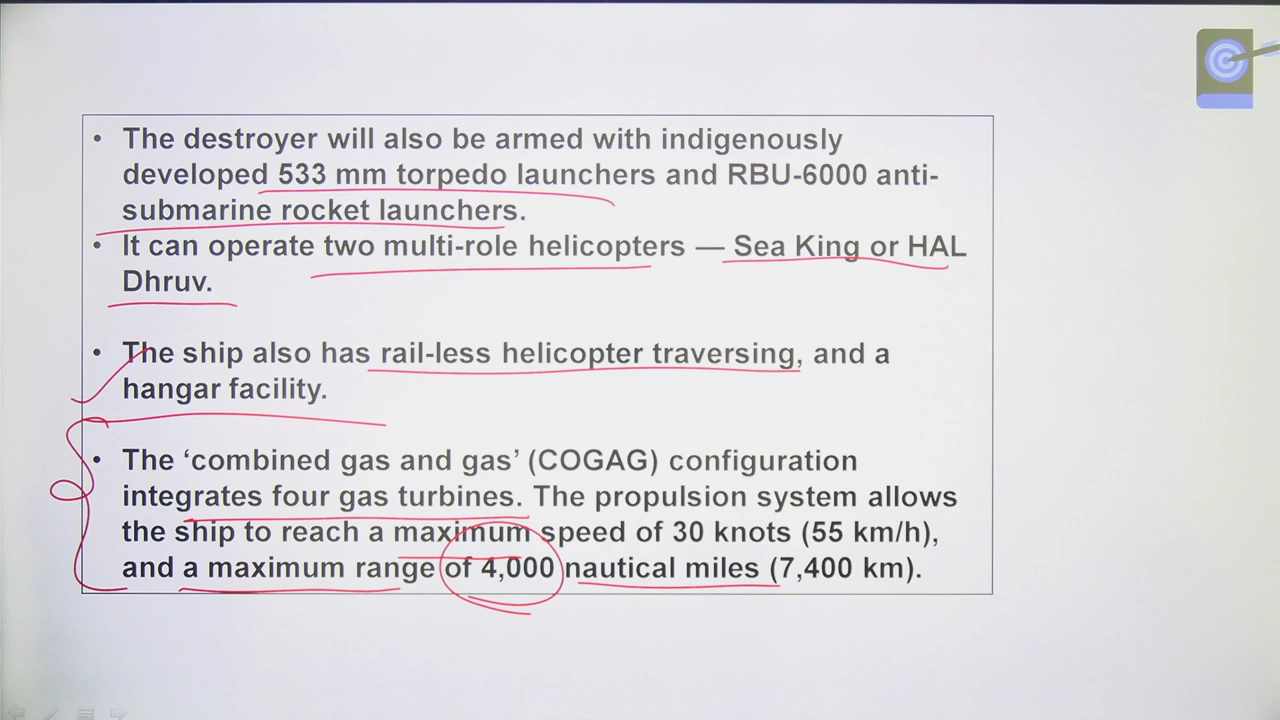 • The destroyer will also be armed with indigenously
developed 533 mm torpedo launchers and RBU-6000 anti-
submarine rocket launchers.
• It can operate two multi-role helicopters — Sea King or HAL
Dhruv.
• The ship also has rail-less helicopter traversing, and a
hangar facility.
• The ‘combined gas and gas’ (COGAG) configuration
integrates four gas turbines. The propulsion system allows
the ship to reach a maximum speed of 30 knots (55 km/h),
and a maximum range of 4,000 nautical miles (7,400 km).